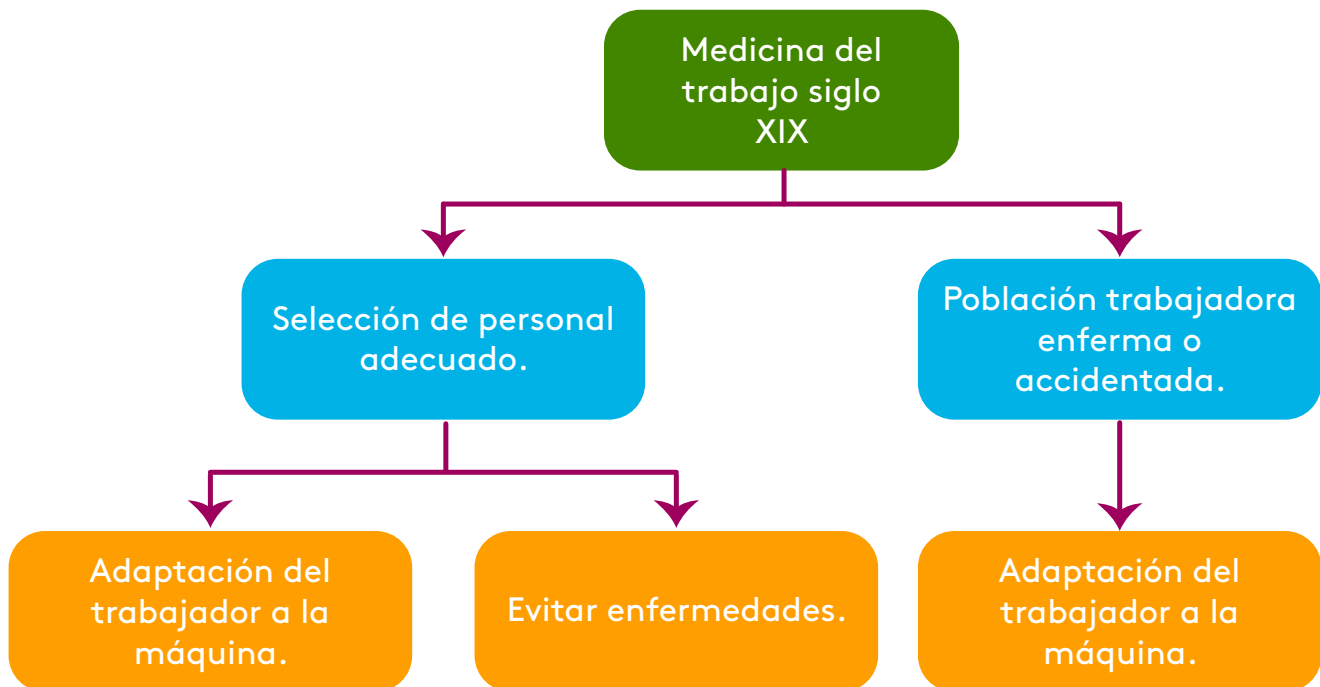 Medicina del
trabajo siglo
XIX
Selección de personal
adecuado.
Población trabajadora
enferma o
accidentada.
Adaptación del
trabajador a la
máquina.
Evitar enfermedades.
Adaptación del
trabajador a la
máquina.